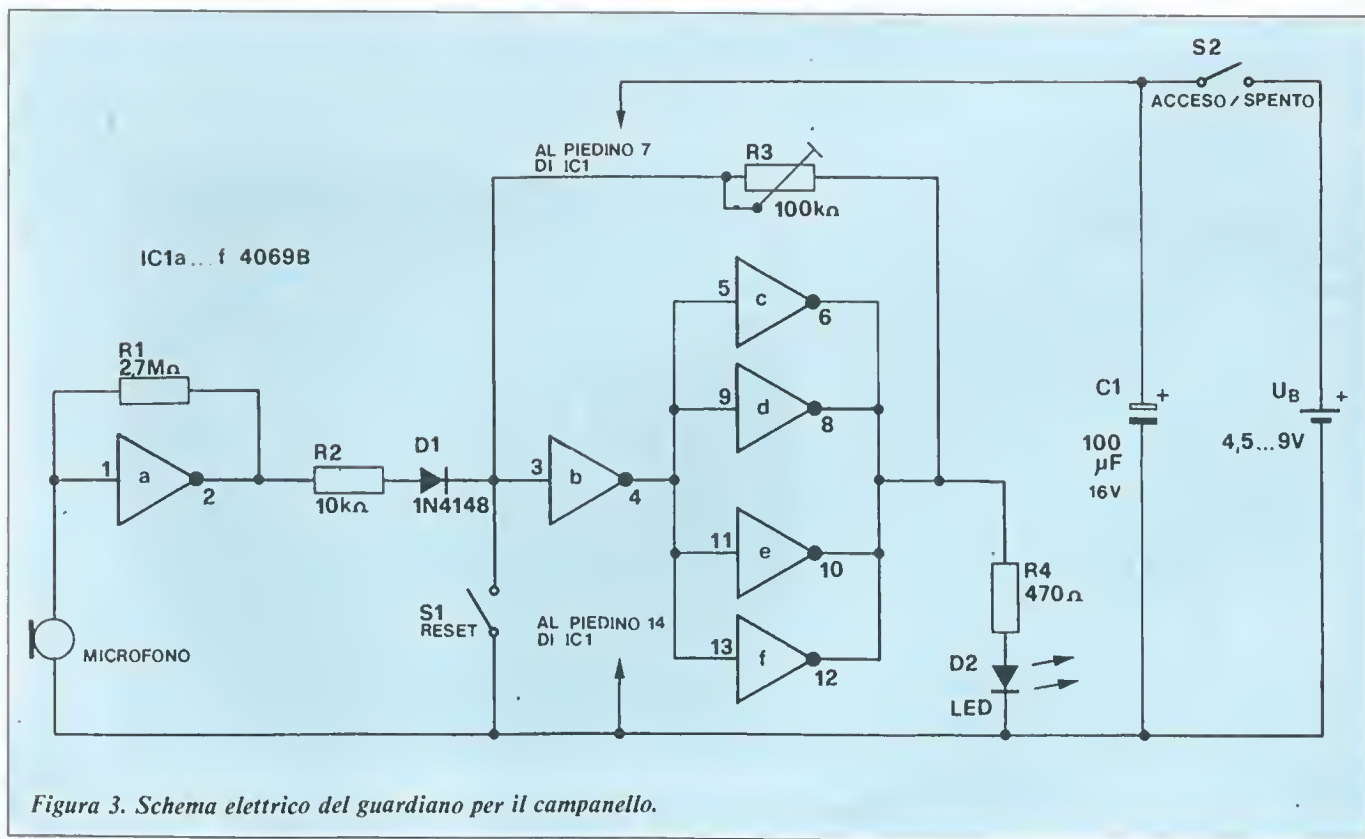 S2
ACCESO/SPENTO
AL PIEDINO 7
DI IC1
R3
100kΩ
IC1a...f 4069B
R1
2,7MΩ
1
a
2
R2
10kΩ
D1
1N4148
3
b
4
5
c
6
9
d
8
11
e
10
13
f
12
S1
RESET
AL PIEDINO 14
DI IC1
MICROFONO
R4
470Ω
D2
LED
C1
+
100
µF
16V
UB
+
4,5...9V
Figura 3. Schema elettrico del guardiano per il campanello.